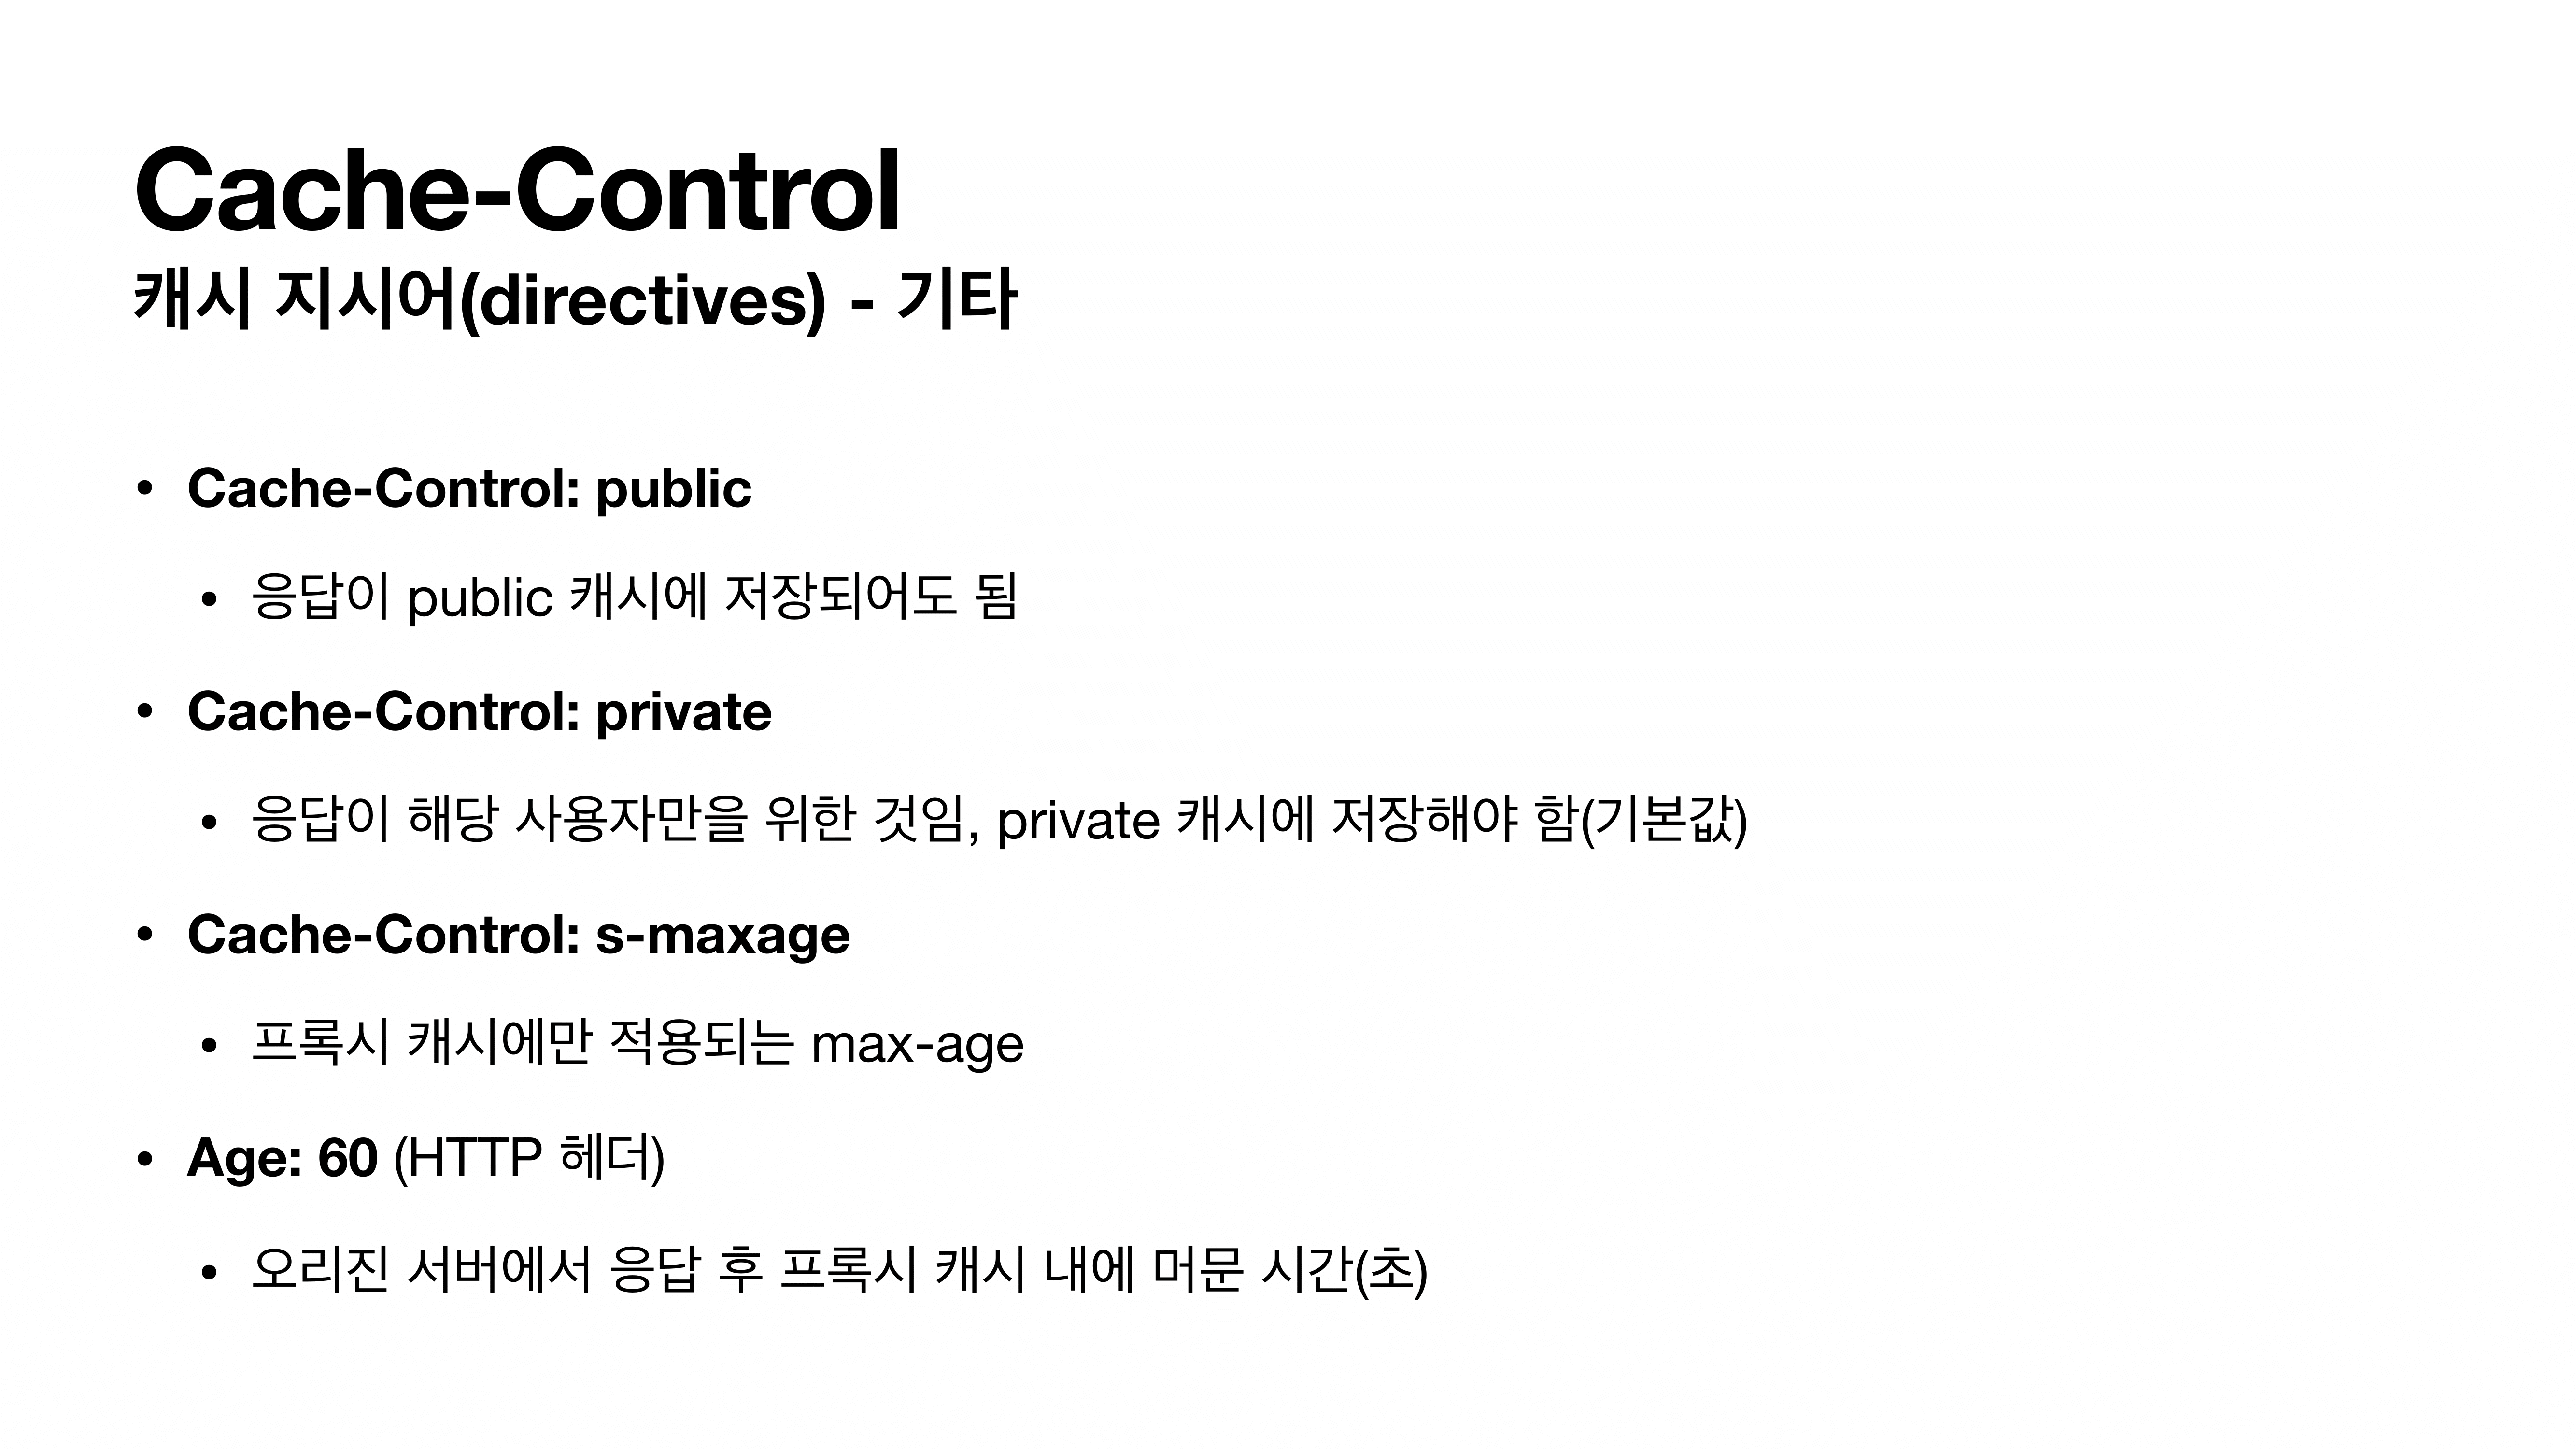 Cache-Control
캐시 지시어(directives) - 기타
• Cache-Control: public
• 응답이 public 캐시에 저장되어도 됨
• Cache-Control: private
• 응답이 해당 사용자만을 위한 것임, private 캐시에 저장해야 함(기본값)
• Cache-Control: s-maxage
• 프록시 캐시에만 적용되는 max-age
• Age: 60 (HTTP 헤더)
• 오리진 서버에서 응답 후 프록시 캐시 내에 머문 시간(초)